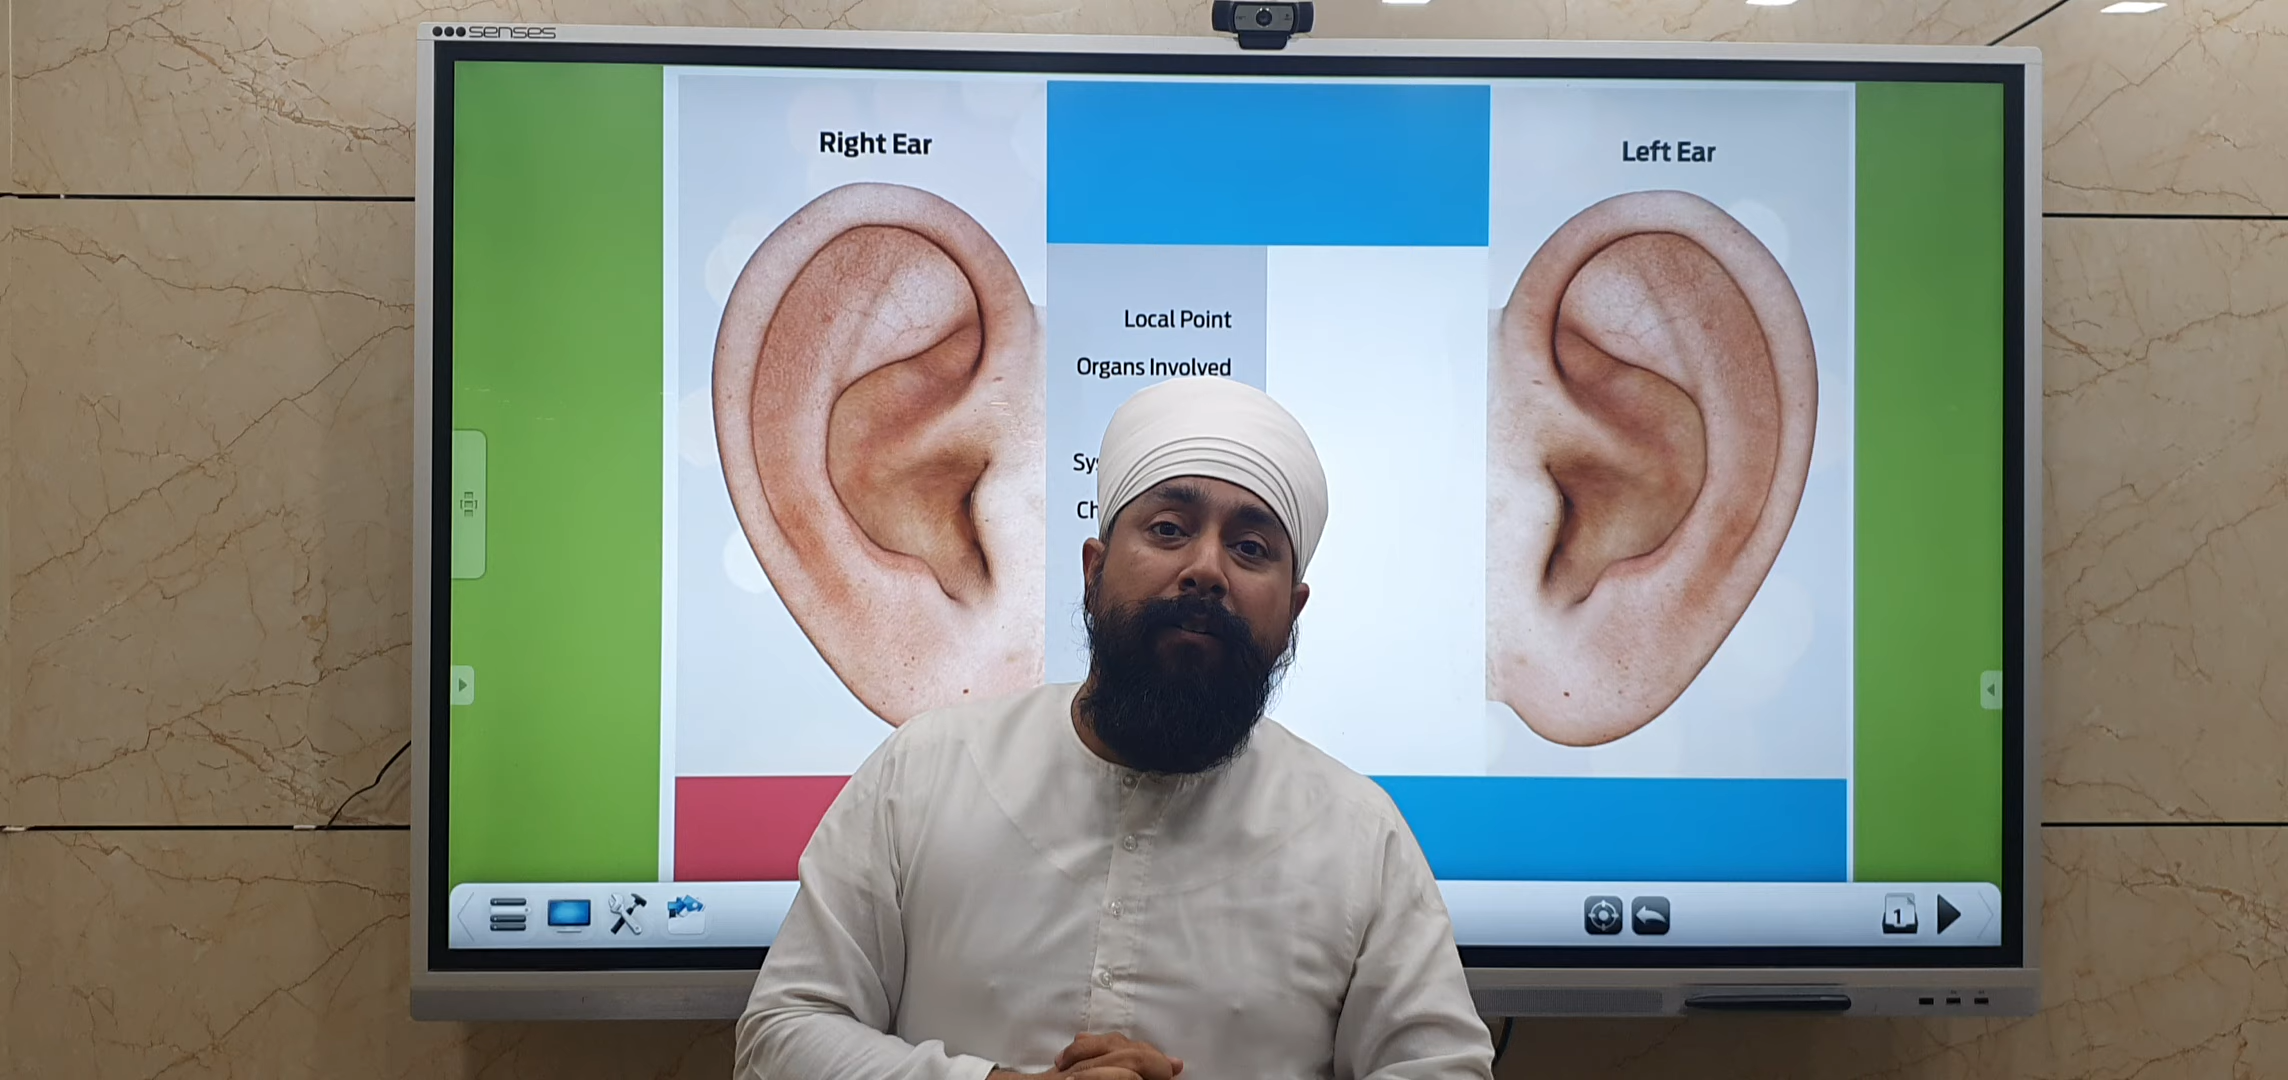 senses
Right Ear
Left Ear
Local Point
Organs Involved
1